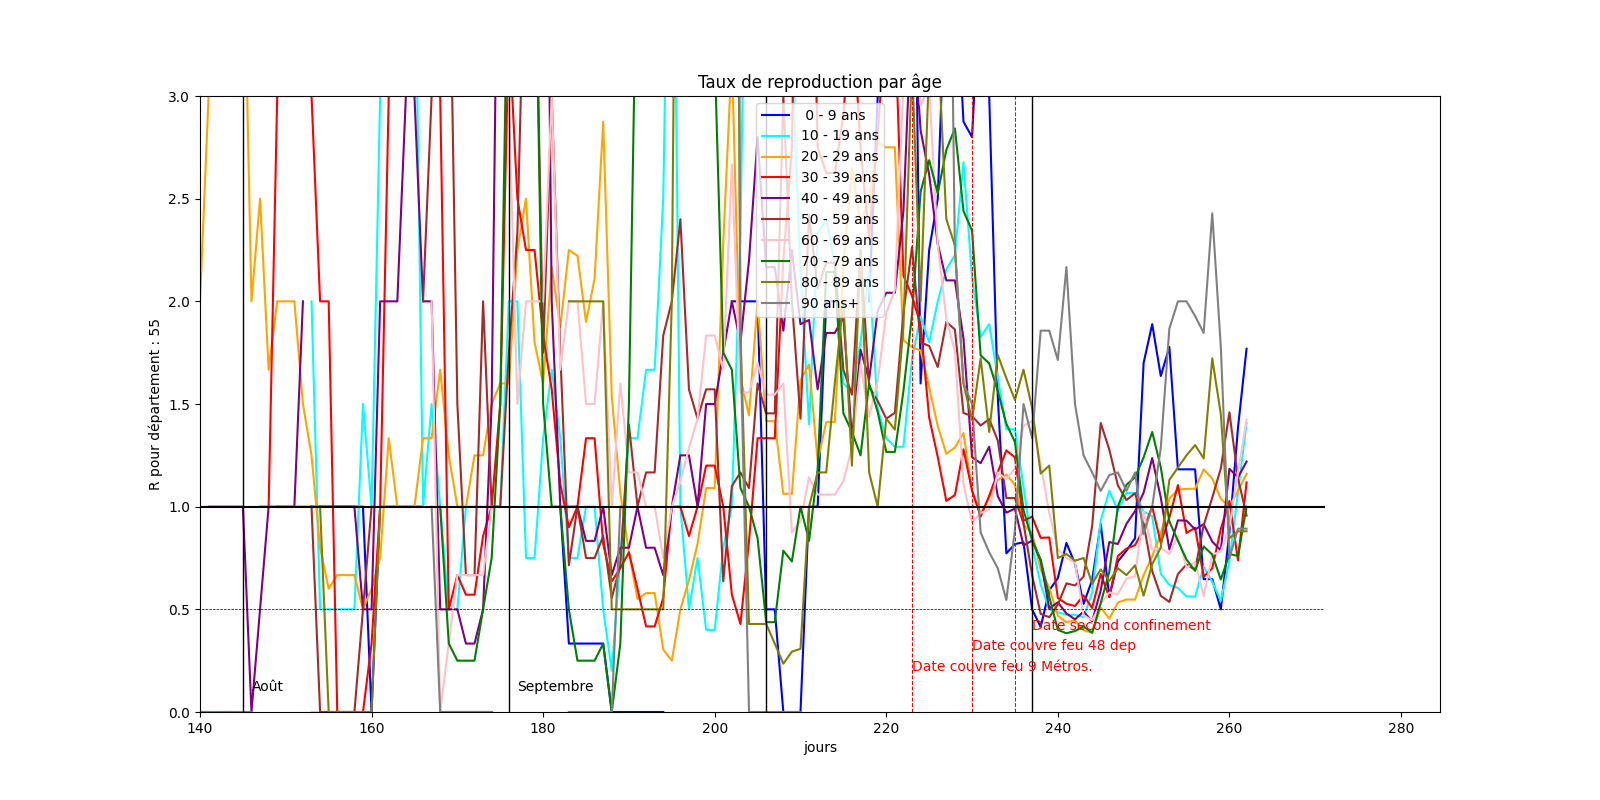 Taux de reproduction par âge
R pour département : 55
3.0
2.5
2.0
1.5
1.0
0.5
0.0
0 - 9 ans
10 - 19 ans
20 - 29 ans
30 - 39 ans
40 - 49 ans
50 - 59 ans
60 - 69 ans
70 - 79 ans
80 - 89 ans
90 ans+
Date second confinement
Date couvre feu 48 dep
Date couvre feu 9 Métros.
Août
Septembre
140 160 180 200 220 240 260 280
jours